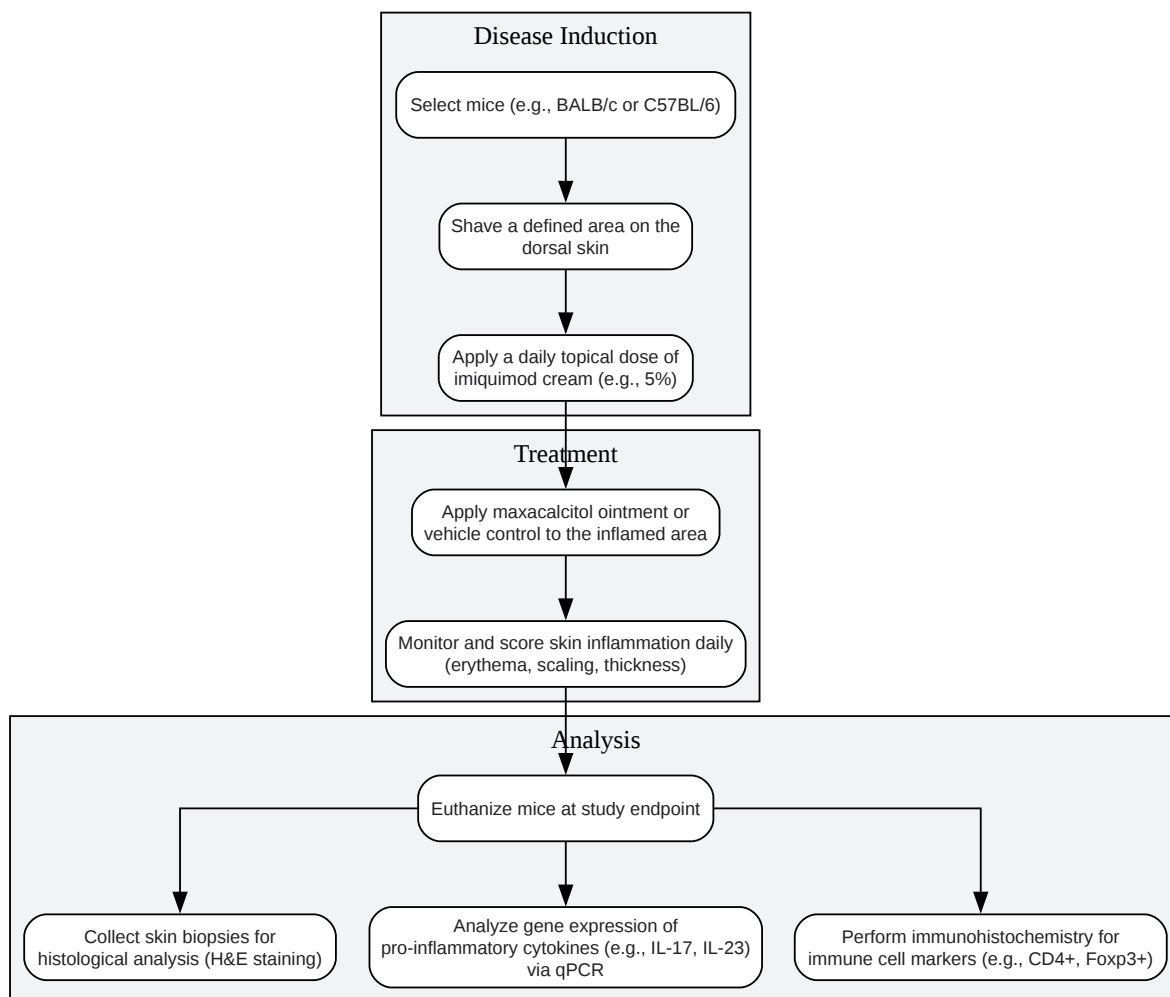 Disease Induction
Select mice (e.g., BALB/c or C57BL/6)
Shave a defined area on the
dorsal skin
Apply a daily topical dose of
imiquimod cream (e.g., 5%)
Treatment
Apply maxacalcitol ointment or
vehicle control to the inflamed area
Monitor and score skin inflammation daily
(erythema, scaling, thickness)
Analysis
Euthanize mice at study endpoint
Collect skin biopsies for
histological analysis (H&E staining)
Analyze gene expression of
pro-inflammatory cytokines (e.g., IL-17, IL-23)
via qPCR
Perform immunohistochemistry for
immune cell markers (e.g., CD4+, Foxp3+)